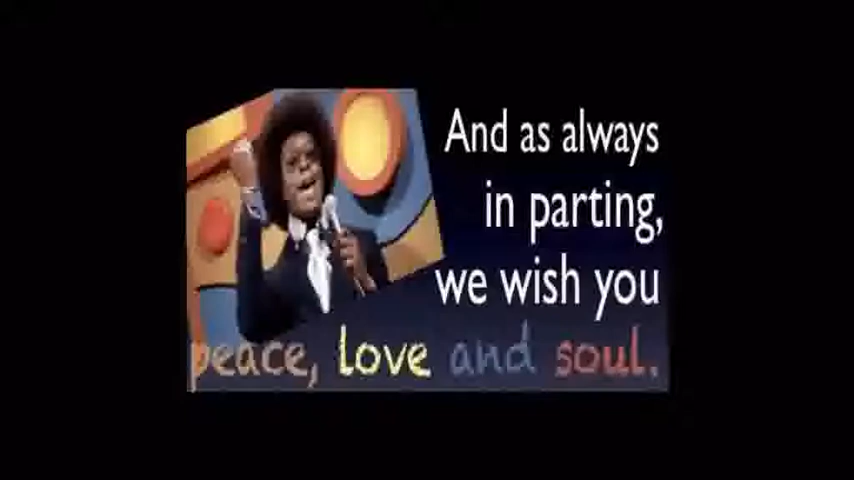 And as always
in parting,
we wish you
peace, love and soul.